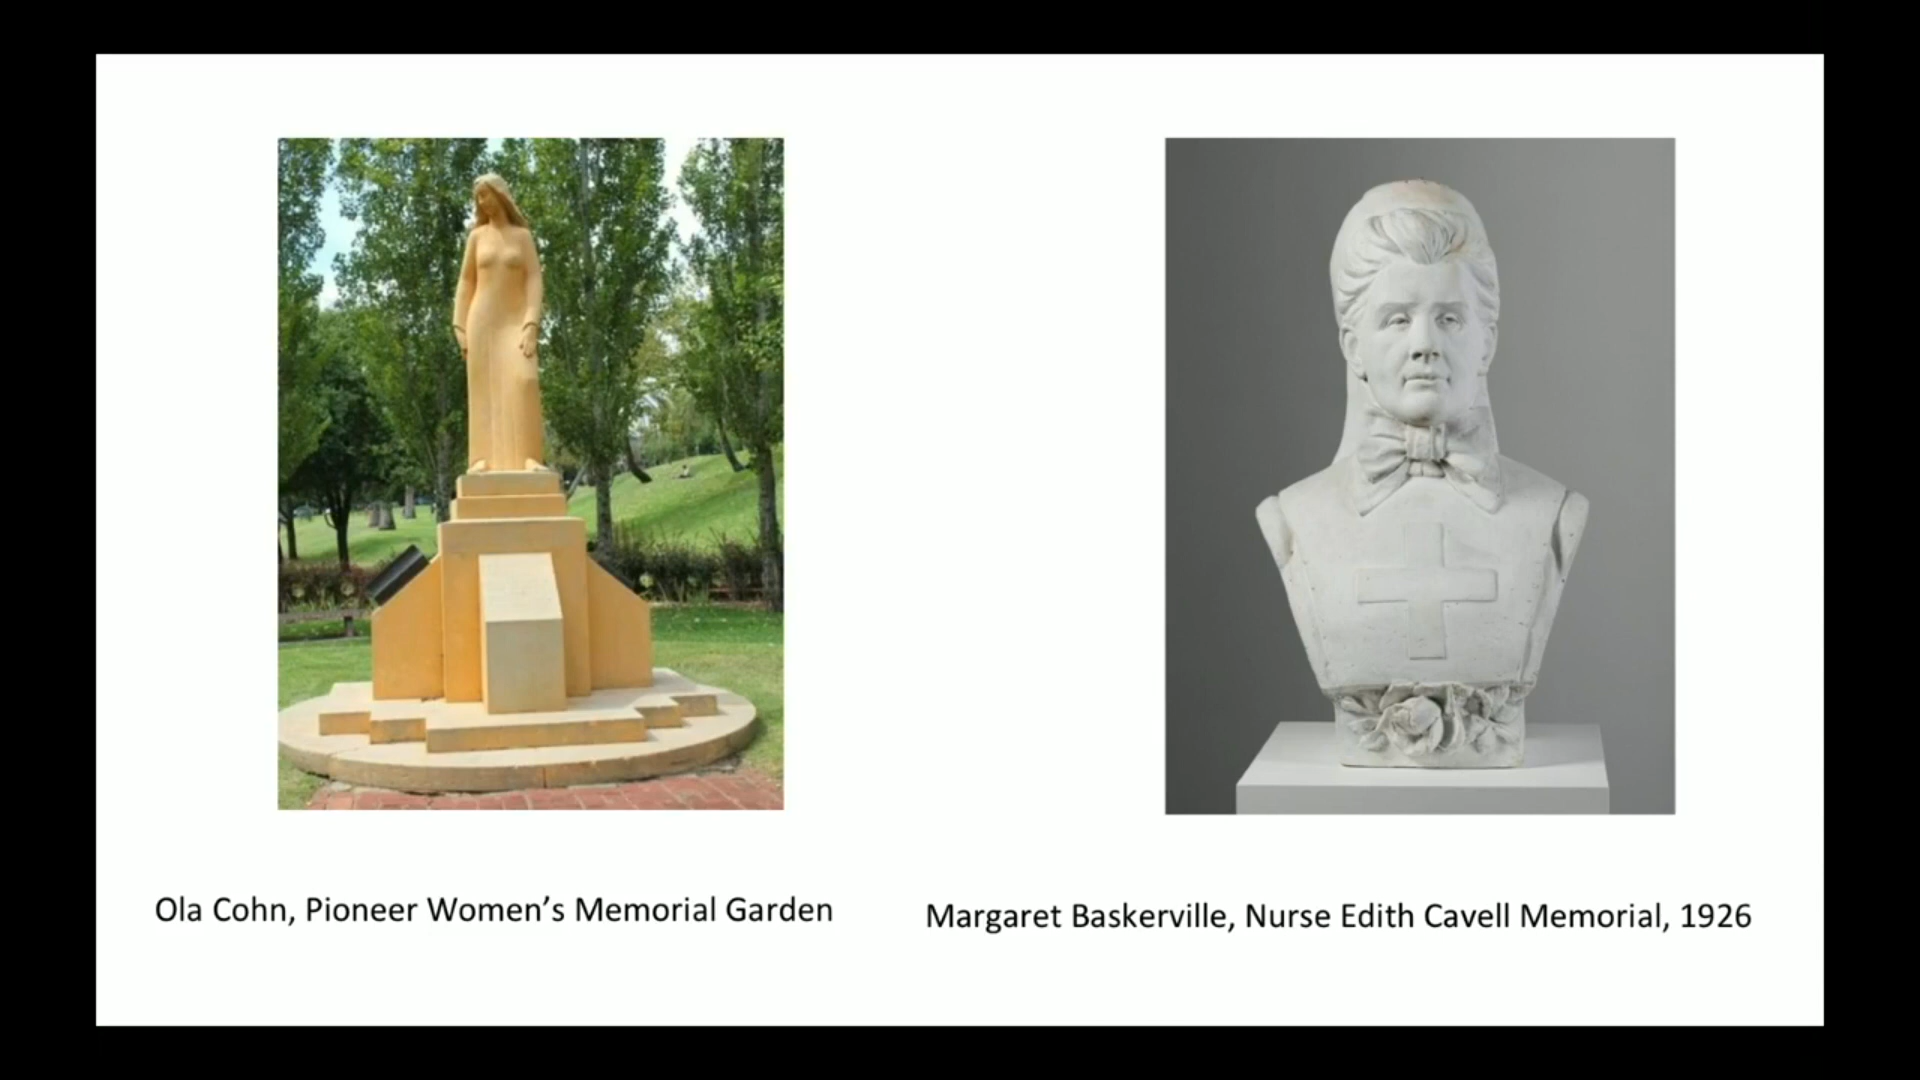 Ola Cohn, Pioneer Women’s Memorial Garden
Margaret Baskerville, Nurse Edith Cavell Memorial, 1926